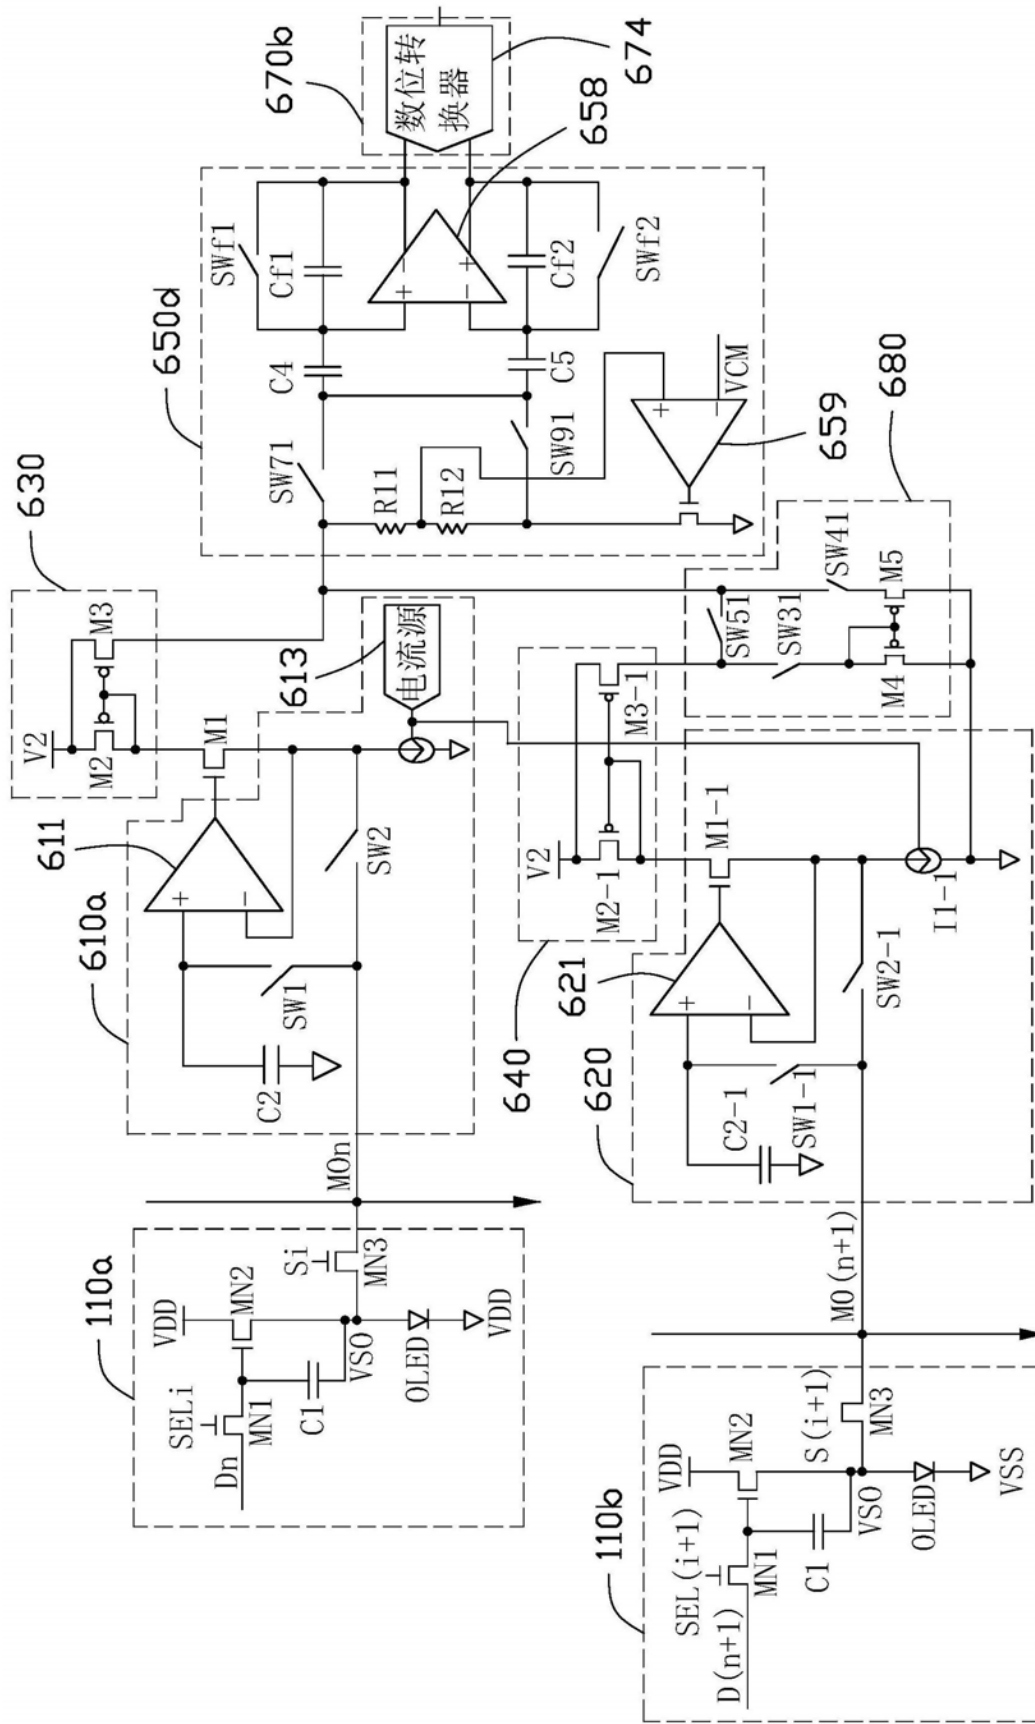 110a
SELi
Dn
MN1
VDD
MN2
C1
VSO
OLED
VDD
Si
MN3
MOn
610a
611
+
-
C2
SW1
SW2
M1
630
V2
M2
M3
613
电流源
650d
SW71
R11
R12
SW91
C4
C5
SWf1
Cf1
+
-
-
+
Cf2
SWf2
658
+
-
VCM
659
670b
数位转
换器
674
110b
SEL(i+1)
D(n+1)
MN1
VDD
MN2
C1
VSO
OLED
VSS
S(i+1)
MN3
MO(n+1)
620
621
+
-
C2-1
SW1-1
SW2-1
M1-1
I1-1
640
V2
M2-1
M3-1
680
SW51
SW31
SW41
M4
M5